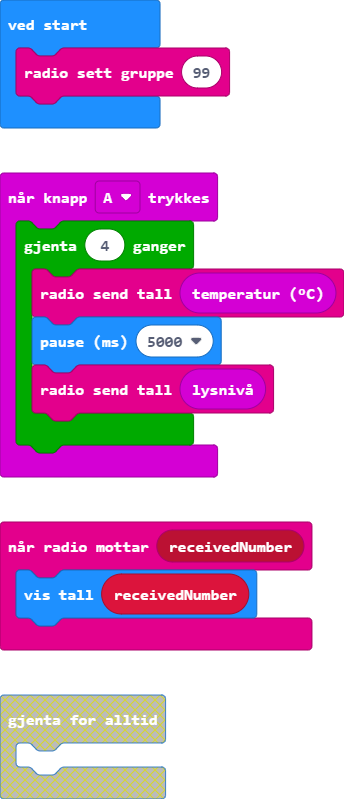 ved start
radio sett gruppe 99
når knapp A trykkes
gjenta 4 ganger
radio send tall temperatur (°C)
pause (ms) 5000
radio send tall lysnivå
når radio mottar receivedNumber
vis tall receivedNumber
gjenta for alltid